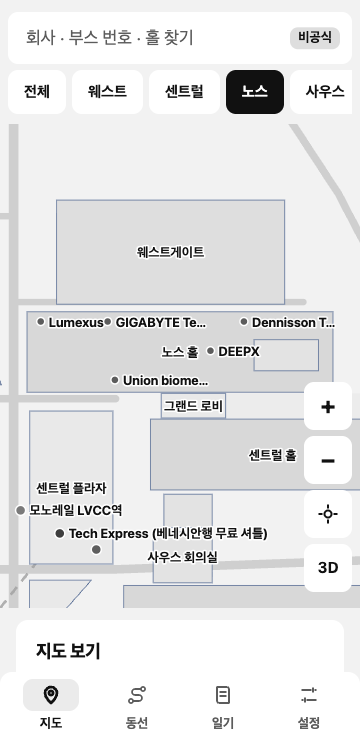 회사 · 부스 번호 · 홀 찾기
비공식
전체
웨스트
센트럴
노스
사우스
웨스트게이트
Lumexus
GIGABYTE Te...
Dennisson T...
노스 홀
DEEPX
Union biome...
그랜드 로비
센트럴 홀
센트럴 플라자
모노레일 LVCC역
Tech Express (베네시안행 무료 셔틀)
사우스 회의실
+
−
3D
지도 보기
지도
동선
일기
설정